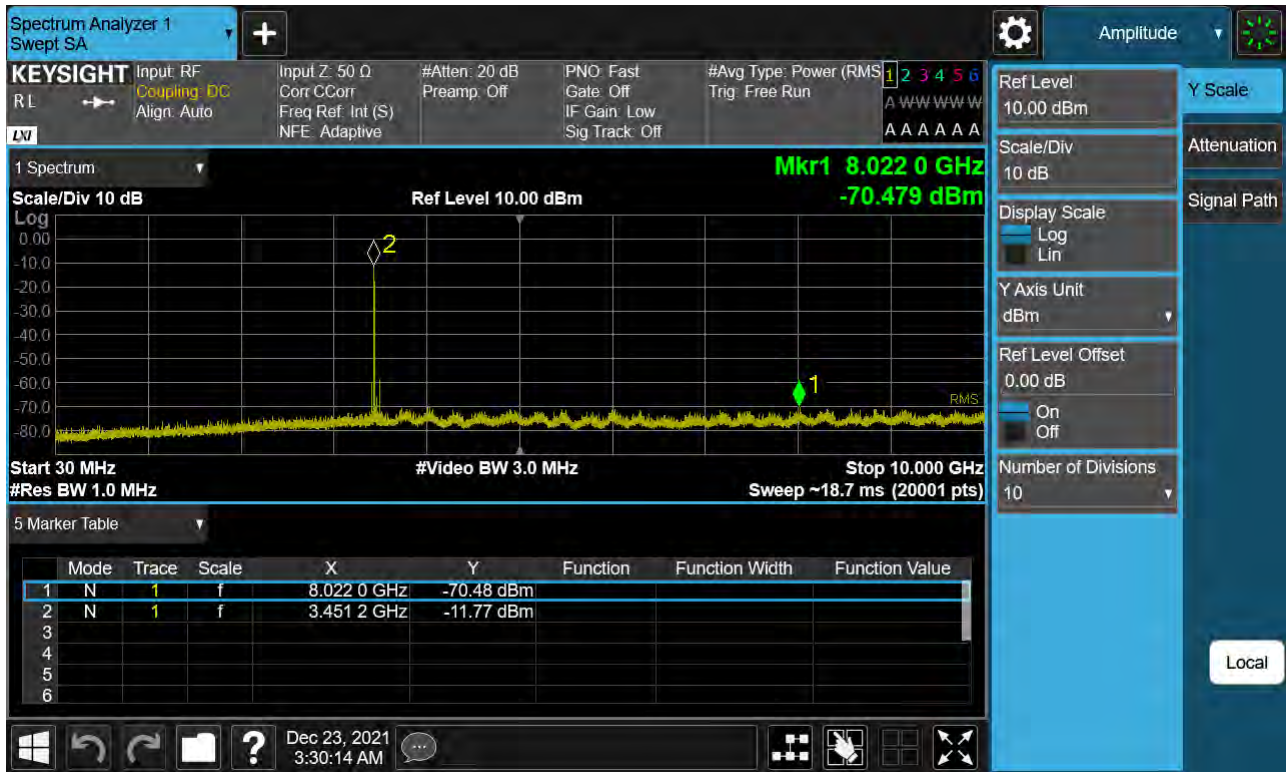 Spectrum Analyzer 1
Swept SA
Amplitude
KEYSIGHT
RL
LXI
Input: RF
Coupling: DC
Align: Auto
Input Z: 50 Ω
Corr CCorr
Freq Ref: Int (S)
NFE: Adaptive
#Atten: 20 dB
Preamp: Off
PNO: Fast
Gate: Off
IF Gain: Low
Sig Track: Off
#Avg Type: Power (RMS
Trig: Free Run
1 2 3 4 5 6
A W W W W W
A A A A A A
1 Spectrum
Mkr1 8.022 0 GHz
-70.479 dBm
Scale/Div 10 dB
Ref Level 10.00 dBm
Log
0.00
-10.0
-20.0
-30.0
-40.0
-50.0
-60.0
-70.0
-80.0
2
1
RMS
Start 30 MHz
#Video BW 3.0 MHz
Stop 10.000 GHz
#Res BW 1.0 MHz
Sweep ~18.7 ms (20001 pts)
5 Marker Table
Mode Trace Scale X Y Function Function Width Function Value
1 N 1 f 8.022 0 GHz -70.48 dBm
2 N 1 f 3.451 2 GHz -11.77 dBm
3
4
5
6
Ref Level
10.00 dBm
Scale/Div
10 dB
Display Scale
Log
Lin
Y Axis Unit
dBm
Ref Level Offset
0.00 dB
On
Off
Number of Divisions
10
Y Scale
Attenuation
Signal Path
Local
?
Dec 23, 2021
3:30:14 AM